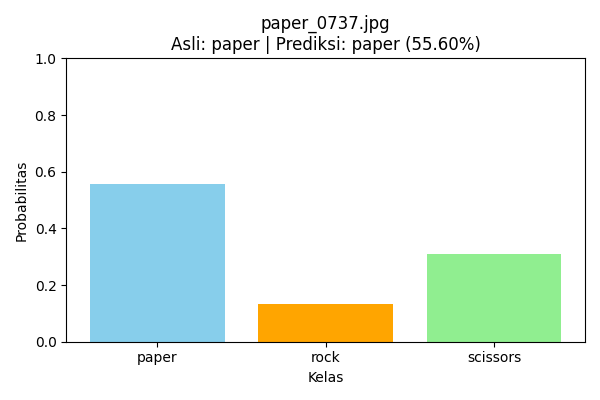 paper_0737.jpg
Asli: paper | Prediksi: paper (55.60%)
1.0
0.8
0.6
0.4
0.2
0.0
Probabilitas
paper
rock
scissors
Kelas